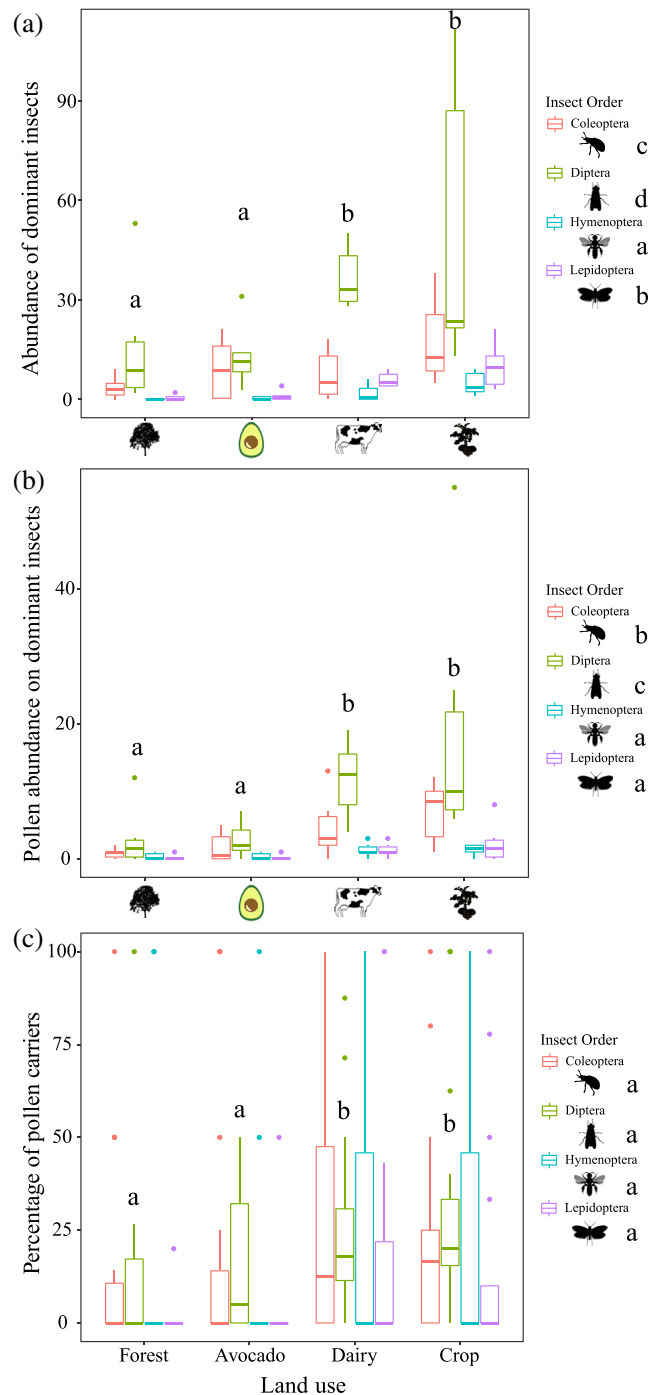 (a)
Abundance of dominant insects
90
60
30
0
a
a
b
b
Insect Order
Coleoptera
c
Diptera
d
Hymenoptera
a
Lepidoptera
b
(b)
Pollen abundance on dominant insects
40
20
0
a
a
b
b
Insect Order
Coleoptera
b
Diptera
c
Hymenoptera
a
Lepidoptera
a
(c)
Percentage of pollen carriers
100
75
50
25
0
a
a
b
b
Insect Order
Coleoptera
a
Diptera
a
Hymenoptera
a
Lepidoptera
a
Forest Avocado Dairy Crop
Land use